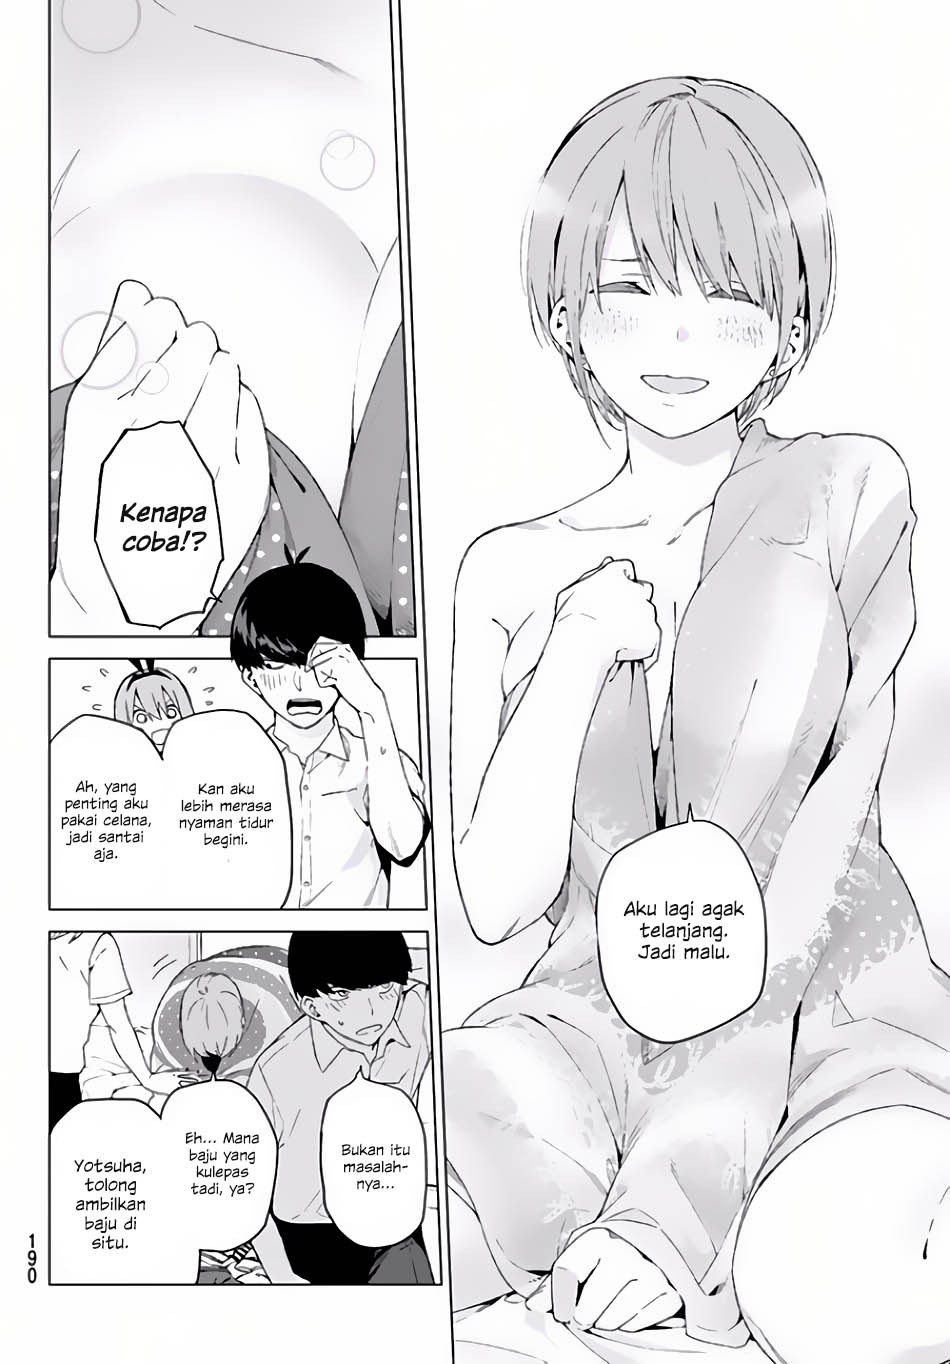 Aku lagi agak
telanjang.
Jadi malu.
Kenapa
coba!?
Kan aku
lebih merasa
nyaman tidur
begini.
Ah, yang
penting aku
pakai celana,
jadi santai
aja.
Bukan itu
masalah-
nya...
Eh... Mana
baju yang
kulepas
tadi, ya?
Yotsuha,
tolong
ambilkan
baju di
situ.
190